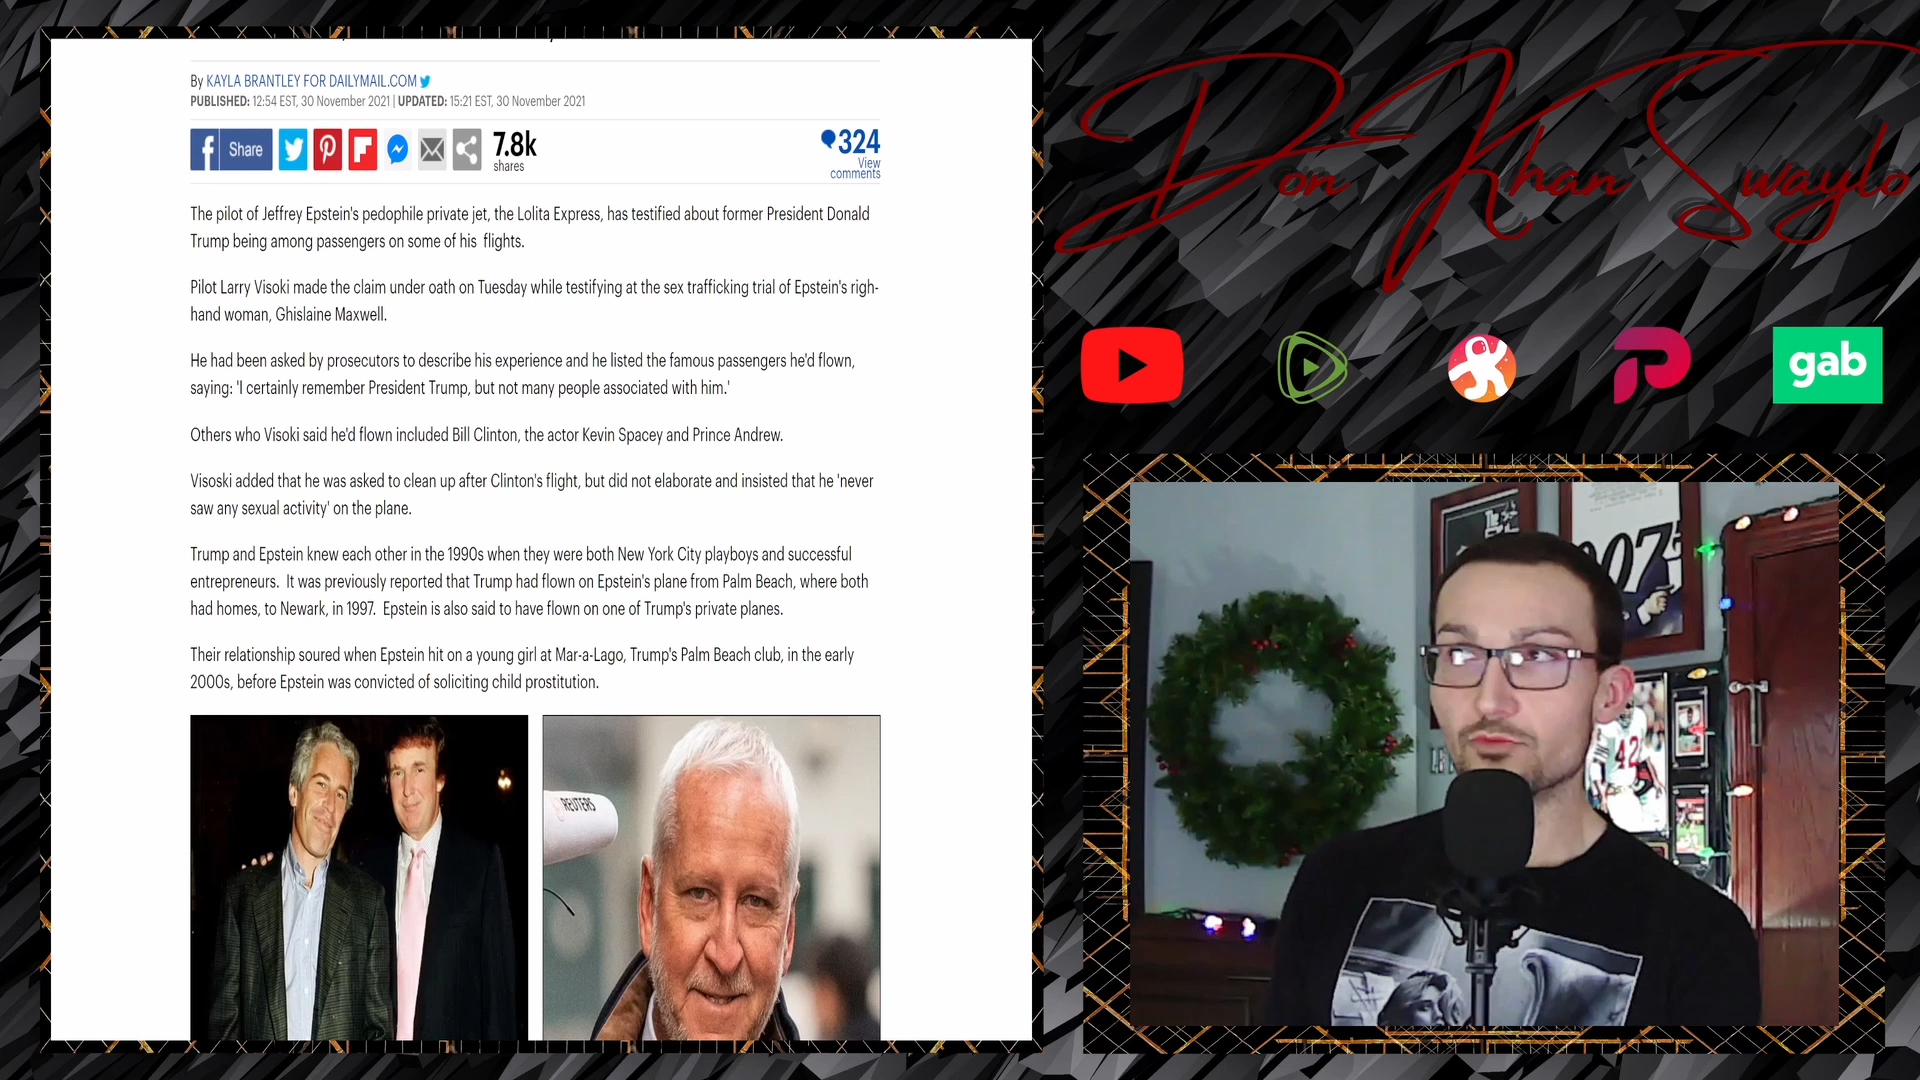 By KAYLA BRANTLEY FOR DAILYMAIL.COM
PUBLISHED: 12:54 EST, 30 November 2021 | UPDATED: 15:21 EST, 30 November 2021
f Share
7.8k
shares
324
View
comments
The pilot of Jeffrey Epstein's pedophile private jet, the Lolita Express, has testified about former President Donald
Trump being among passengers on some of his flights.
Pilot Larry Visoki made the claim under oath on Tuesday while testifying at the sex trafficking trial of Epstein's righ-
hand woman, Ghislaine Maxwell.
He had been asked by prosecutors to describe his experience and he listed the famous passengers he'd flown,
saying: 'I certainly remember President Trump, but not many people associated with him.'
Others who Visoki said he'd flown included Bill Clinton, the actor Kevin Spacey and Prince Andrew.
Visoski added that he was asked to clean up after Clinton's flight, but did not elaborate and insisted that he 'never
saw any sexual activity' on the plane.
Trump and Epstein knew each other in the 1990s when they were both New York City playboys and successful
entrepreneurs. It was previously reported that Trump had flown on Epstein's plane from Palm Beach, where both
had homes, to Newark, in 1997. Epstein is also said to have flown on one of Trump's private planes.
Their relationship soured when Epstein hit on a young girl at Mar-a-Lago, Trump's Palm Beach club, in the early
2000s, before Epstein was convicted of soliciting child prostitution.
REUTERS
Don Khan Swaylo
gab
007
42